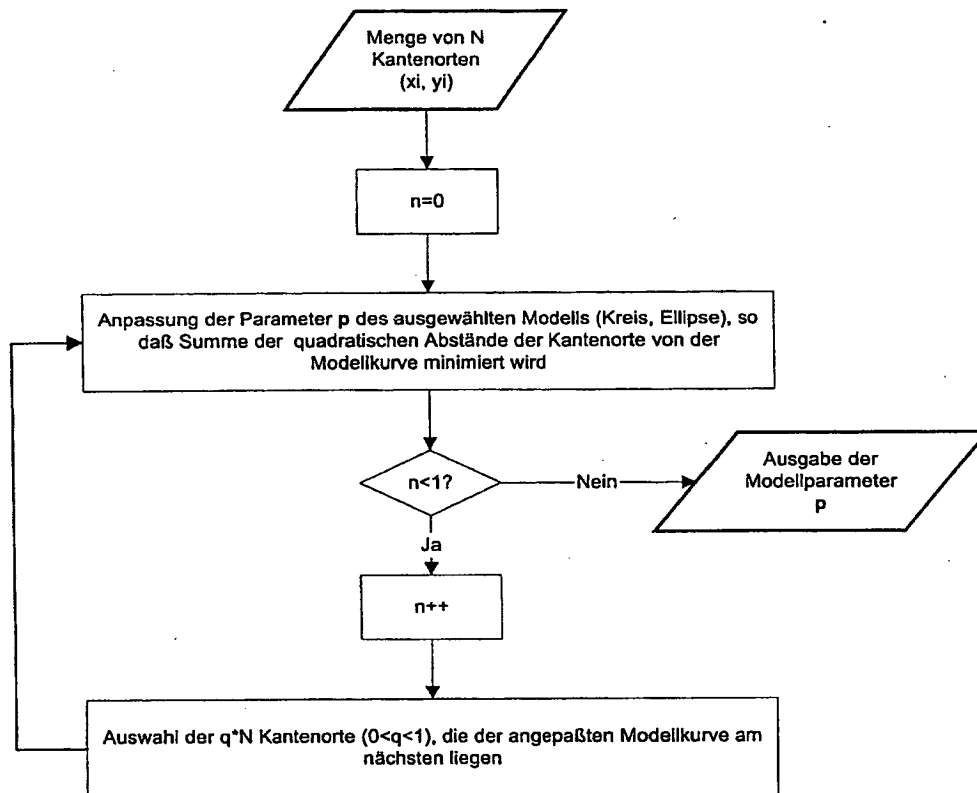 Menge von N
Kantenorten
(xi, yi)
n=0
Anpassung der Parameter p des ausgewählten Modells (Kreis, Ellipse), so
daß Summe der quadratischen Abstände der Kantenorte von der
Modellkurve minimiert wird
n<1?
Nein
Ausgabe der
Modellparameter
p
Ja
n++
Auswahl der q*N Kantenorte (0<q<1), die der angepaßten Modellkurve am
nächsten liegen